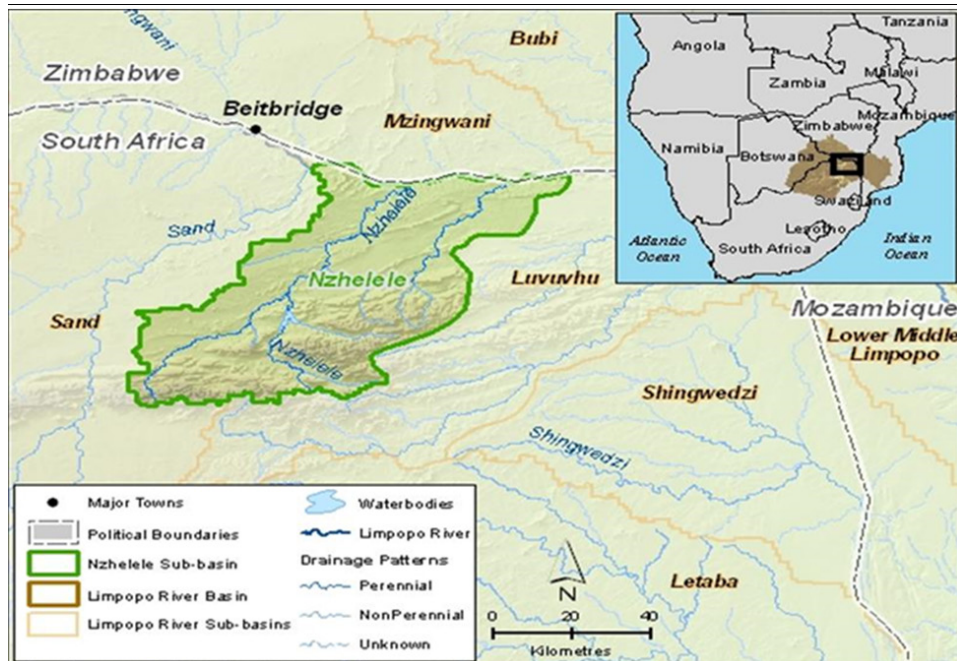 ngwani
Bubi
Zimbabwe
Beitbridge
South Africa
Mzingwani
Nzhelele
Sand
Nzhelele
Luvuvhu
Sand
Nzhelele
Mozambique
Lower Middle
Limpopo
Shingwedzi
Shingwedzi
Letaba
Tanzania
Angola
Zambia
Malawi
Mozambique
Zimbabwe
Namibia
Botswana
Swaziland
Lesotho
Atlantic
Ocean
South Africa
Indian
Ocean
Major Towns
Political Boundaries
Nzhelele Sub-basin
Limpopo River Basin
Limpopo River Sub-basins
Waterbodies
Limpopo River
Drainage Patterns
Perennial
NonPerennial
Unknown
N
0 20 40
Kilometres